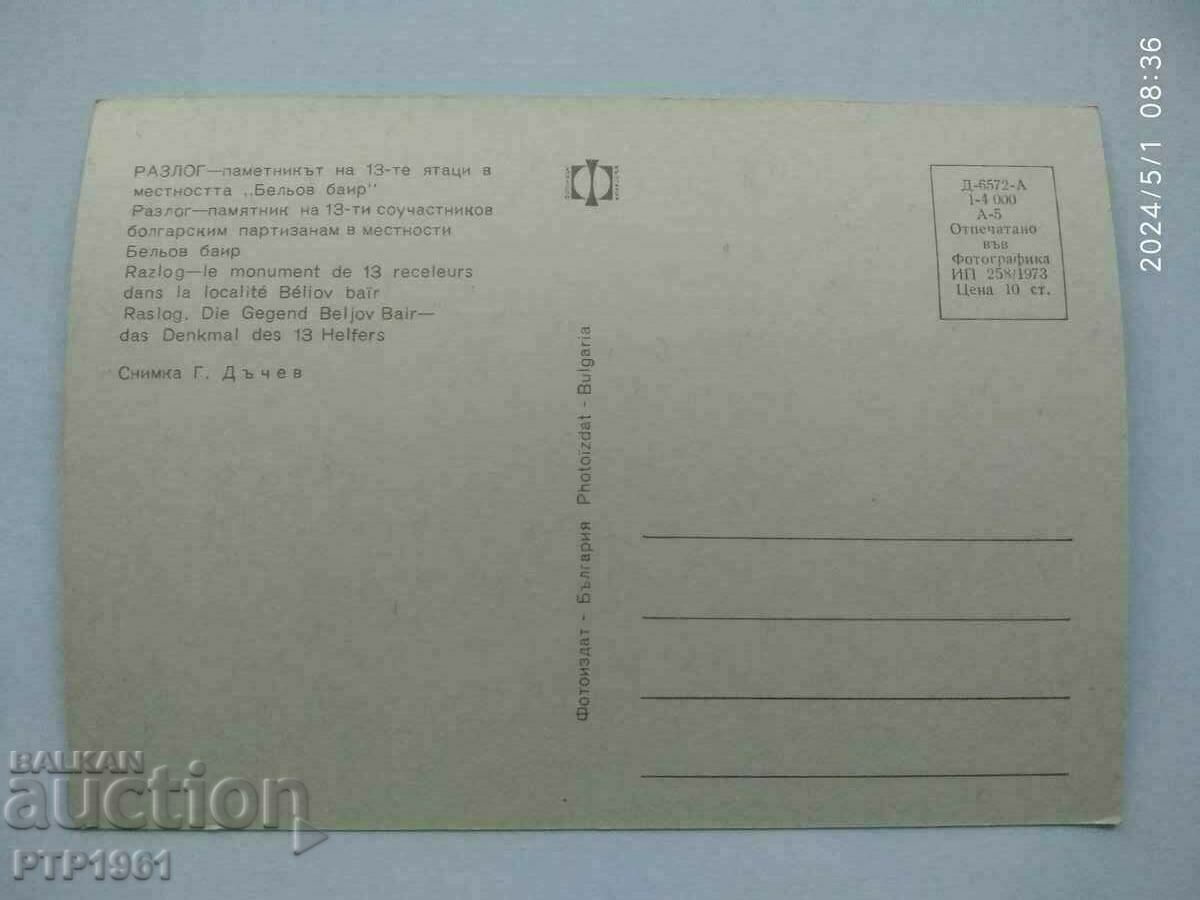 РАЗЛОГ—паметникът на 13-те ятаци в
местността „Бельов баир"
Разлог—памятник на 13-ти соучастников
болгарским партизанам в местности
Бельов баир
Razlog—le monument de 13 receleurs
dans la localité Béliov baïr
Raslog. Die Gegend Beljov Bair—
das Denkmal des 13 Helfers
Снимка Г. Дъчев
Фотоиздат - България Photoïzdat - Bulgaria
Д-6572-А
1-4 000
А-5
Отпечатано
във
Фотографика
ИП 258/1973
Цена 10 ст.
2024/5/1 08:36
BALKAN
auction
PTP1961